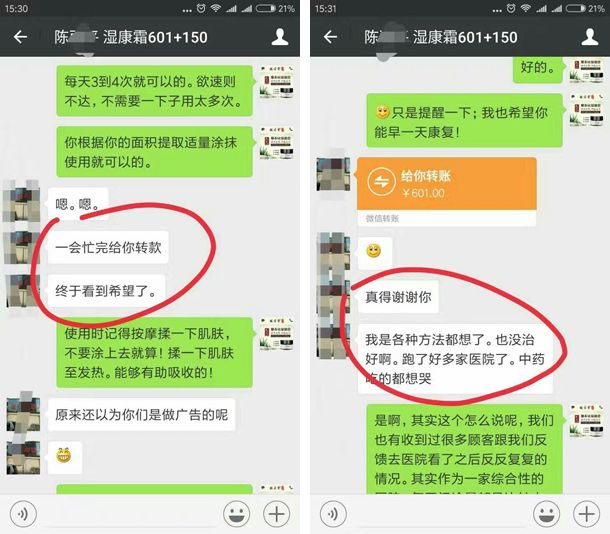 15:30
21%
陈 湿康霜601+150
每天3到4次就可以的。欲速则
不达，不需要一下子用太多次。
你根据你的面积提取适量涂抹
使用就可以的。
嗯。嗯。
一会忙完给你转款
终于看到希望了。
使用时记得按摩揉一下肌肤，
不要涂上去就算！揉一下肌肤
至发热。能够有助吸收的！
原来还以为你们是做广告的呢
15:31
21%
陈 湿康霜601+150
好的。
只是提醒一下；我也希望你
能早一天康复！
给你转账
¥601.00
微信转账
真得谢谢你
我是各种方法都想了。也没治
好啊。跑了好多家医院了。中药
吃的都想哭
是啊，其实这个怎么说呢，我们
也有收到过很多顾客跟我们反
馈去医院看了之后反反复复的
情况。其实作为一家综合性的